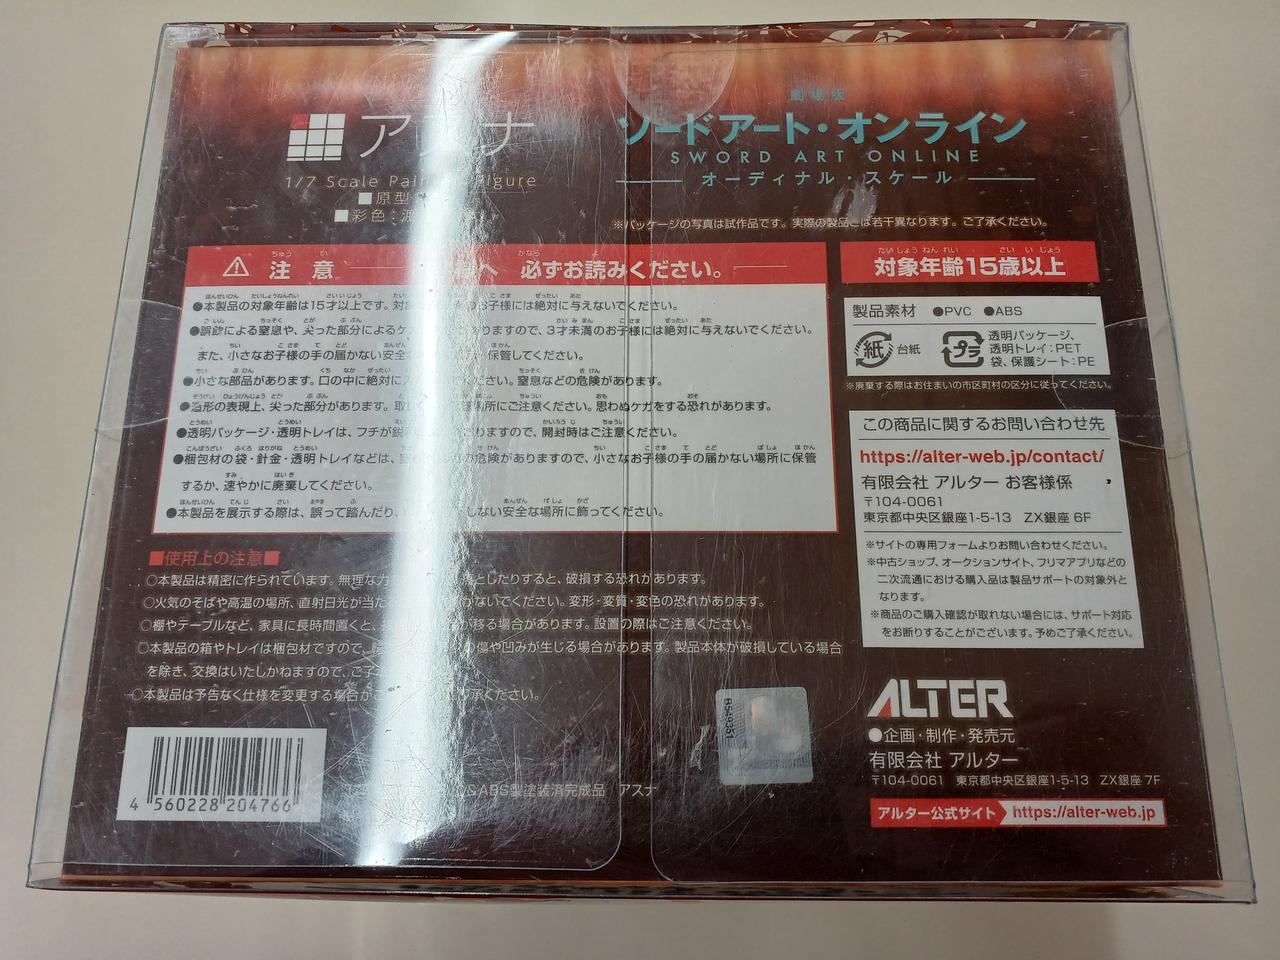 劇場版
アスナ
ソードアート・オンライン
SWORD ART ONLINE
オーディナル・スケール
1/7 Scale Figure
■原型
■彩色：渡
※パッケージの写真は試作品です。実際の製品とは若干異なります。ご了承ください。
注意 へ 必ずお読みください。
●本製品の対象年齢は15才以上です。対 お子様には絶対に与えないでください。
●誤飲による窒息や、尖った部分によるケ ありますので、3才未満のお子様には絶対に与えないでください。
また、小さなお子様の手の届かない安全 保管してください。
●小さな部品があります。口の中に絶対に入 ください。窒息などの危険があります。
●造形の表現上、尖った部分があります。取 場所にご注意ください。思わぬケガをする恐れがあります。
●透明パッケージ・透明トレイは、フチが鋭 おりますので、開封時はご注意ください。
●梱包材の袋・針金・透明トレイなどは、窒 の危険がありますので、小さなお子様の手の届かない場所に保管
するか、速やかに廃棄してください。
●本製品を展示する際は、誤って踏んだり、 しない安全な場所に飾ってください。
■使用上の注意■
○本製品は精密に作られています。無理な力 落としたりすると、破損する恐れがあります。
○火気のそばや高温の場所、直射日光が当た かないでください。変形・変質・変色の恐れがあります。
○棚やテーブルなど、家具に長時間置くと、 が移る場合があります。設置の際はご注意ください。
○本製品の箱やトレイは梱包材ですので、 の傷や凹みが生じる場合があります。製品本体が破損している場合
を除き、交換はいたしかねますので、ご了
○本製品は予告なく仕様を変更する場合が 了承ください。
4 560228 204766
&ABS製塗装済完成品 アスナ
対象年齢15歳以上
製品素材 ●PVC ●ABS
紙 台紙
プラ 透明パッケージ、
透明トレイ：PET
袋、保護シート：PE
※廃棄する際はお住まいの市区町村の区分に従ってください。
この商品に関するお問い合わせ先
https://alter-web.jp/contact/
有限会社 アルター お客様係
〒104-0061
東京都中央区銀座1-5-13 ZX銀座 6F
※サイトの専用フォームよりお問い合わせください。
※中古ショップ、オークションサイト、フリマアプリなどの
二次流通における購入品は製品サポートの対象外と
なります。
※商品のご購入確認が取れない場合には、サポート対応
をお断りすることがございます。予めご了承ください。
B569351
ALTER
●企画・制作・発売元
有限会社 アルター
〒104-0061 東京都中央区銀座1-5-13 ZX銀座 7F
アルター公式サイト https://alter-web.jp